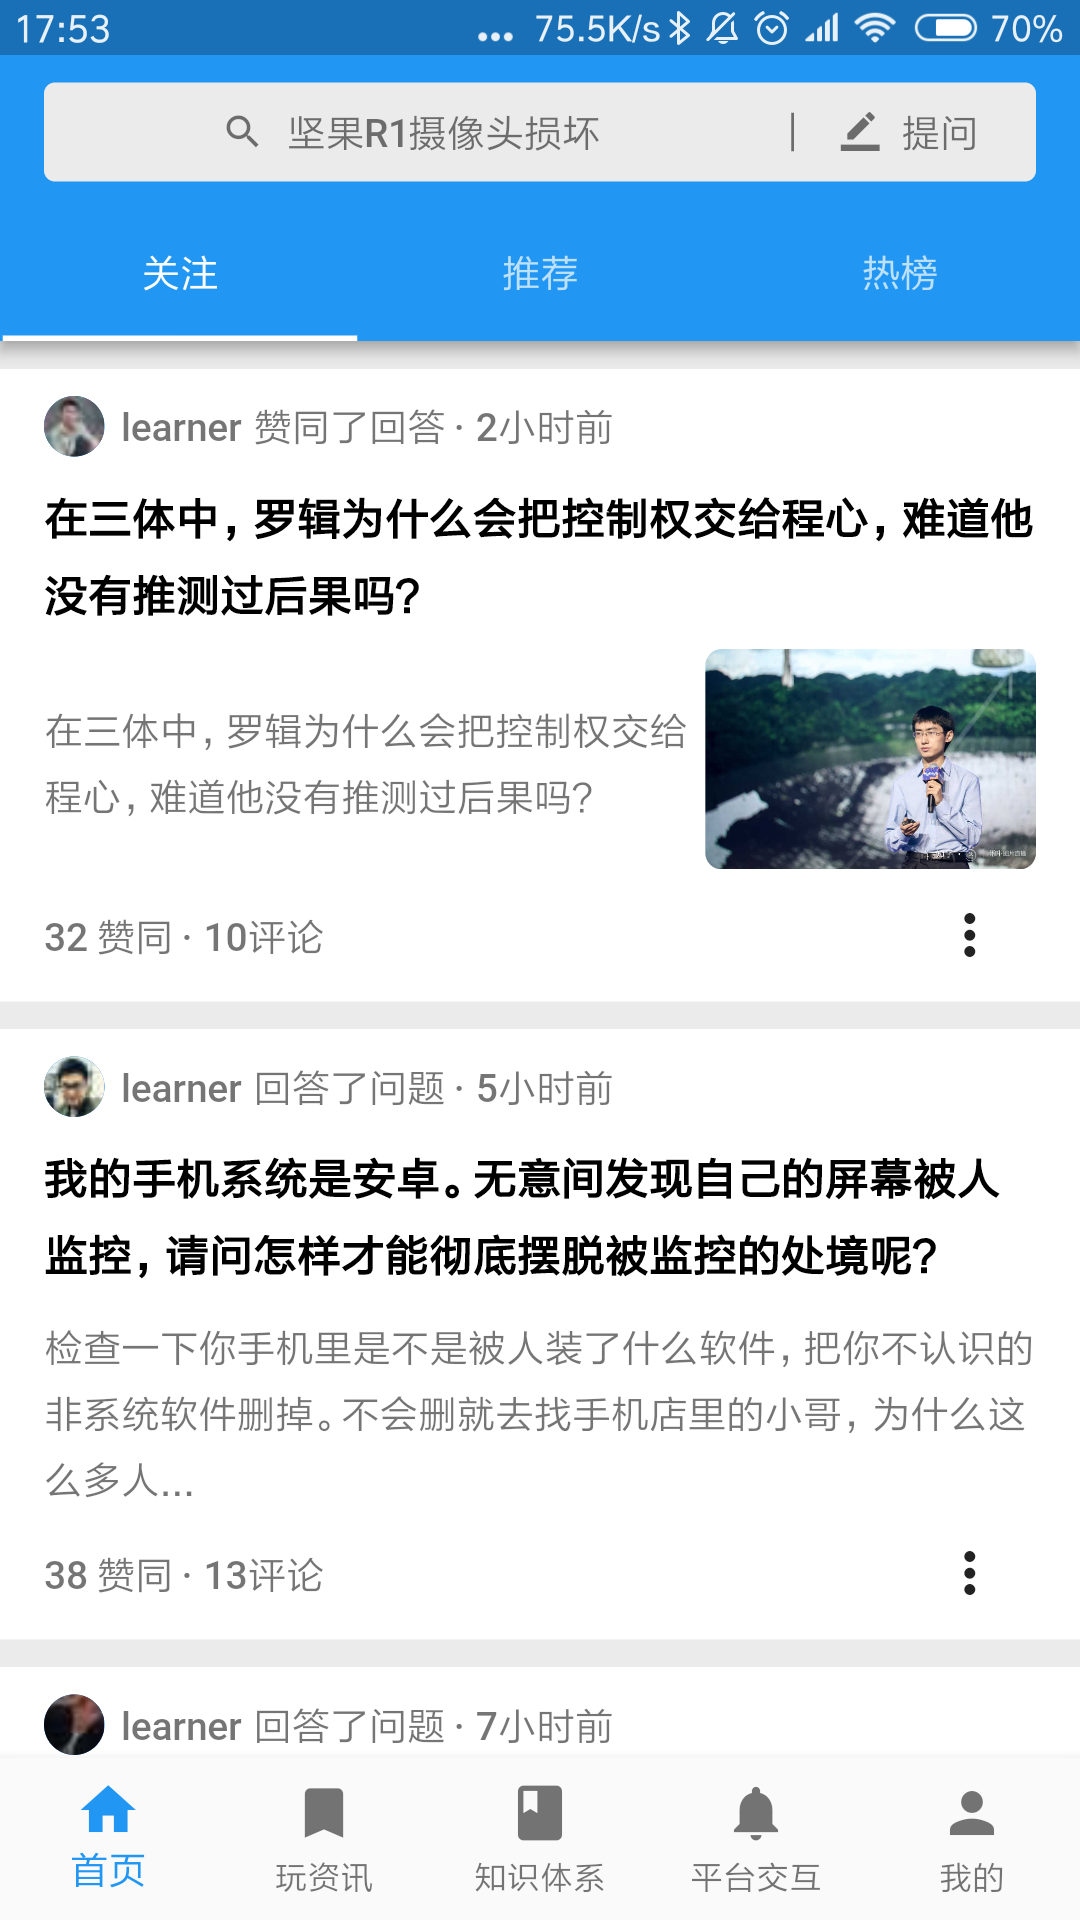 17:53
... 75.5K/s 70%
坚果R1摄像头损坏 | 提问
关注 推荐 热榜
learner 赞同了回答 · 2小时前
在三体中，罗辑为什么会把控制权交给程心，难道他
没有推测过后果吗？
在三体中，罗辑为什么会把控制权交给
程心，难道他没有推测过后果吗？
32 赞同 · 10评论
learner 回答了问题 · 5小时前
我的手机系统是安卓。无意间发现自己的屏幕被人
监控，请问怎样才能彻底摆脱被监控的处境呢？
检查一下你手机里是不是被人装了什么软件，把你不认识的
非系统软件删掉。不会删就去找手机店里的小哥，为什么这
么多人...
38 赞同 · 13评论
learner 回答了问题 · 7小时前
首页 玩资讯 知识体系 平台交互 我的